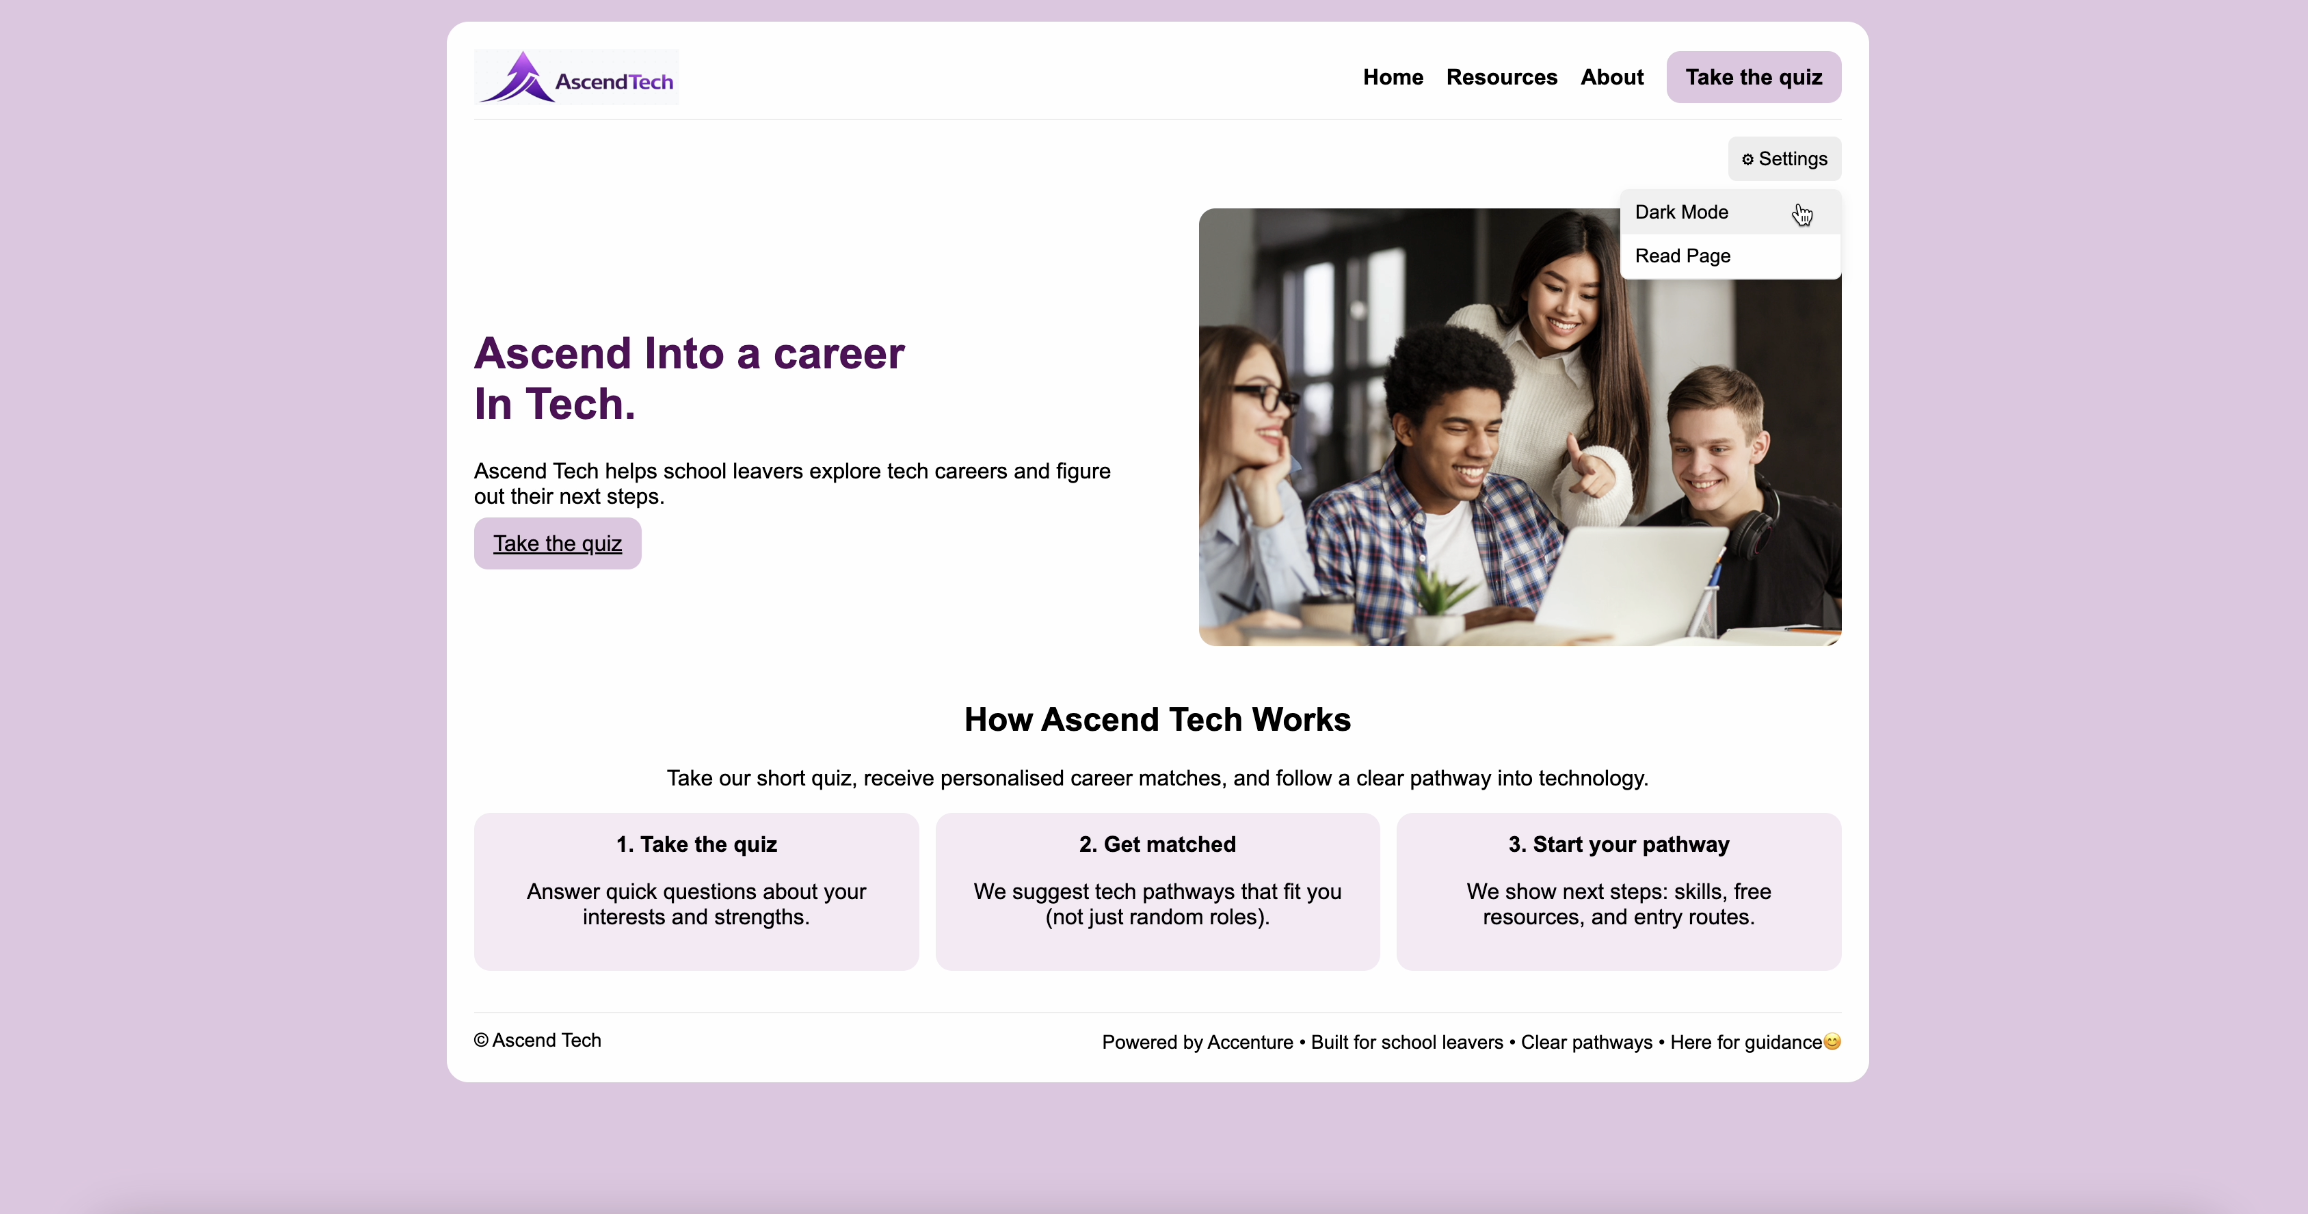 AscendTech
Home Resources About Take the quiz
⚙ Settings
Dark Mode
Read Page
Ascend Into a career
In Tech.
Ascend Tech helps school leavers explore tech careers and figure
out their next steps.
Take the quiz
How Ascend Tech Works
Take our short quiz, receive personalised career matches, and follow a clear pathway into technology.
1. Take the quiz
Answer quick questions about your
interests and strengths.
2. Get matched
We suggest tech pathways that fit you
(not just random roles).
3. Start your pathway
We show next steps: skills, free
resources, and entry routes.
© Ascend Tech
Powered by Accenture • Built for school leavers • Clear pathways • Here for guidance😊